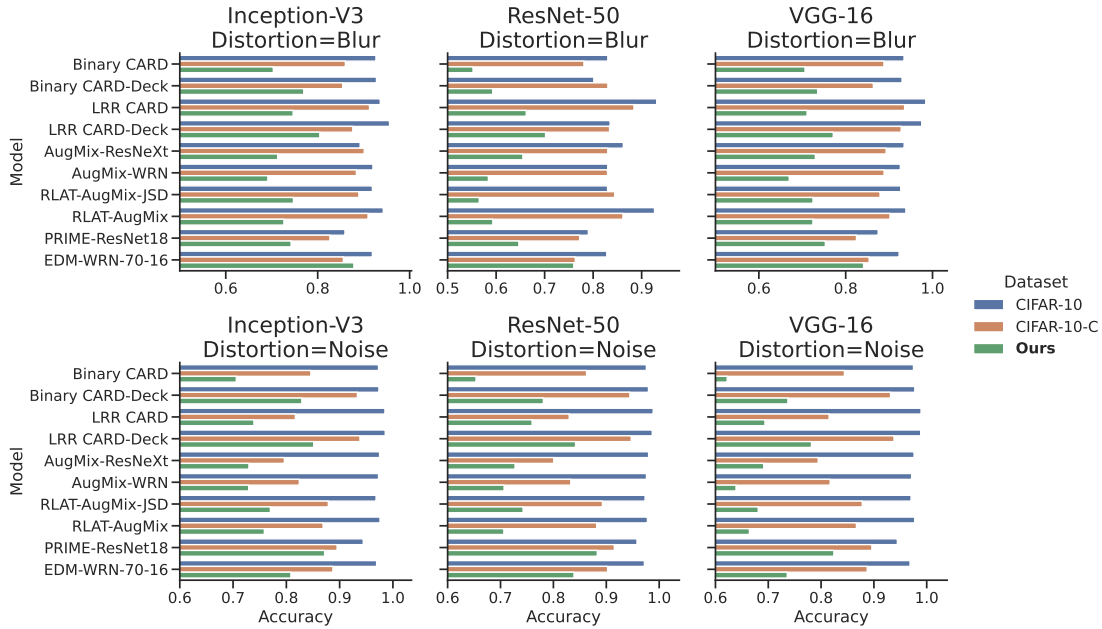 Inception-V3
Distortion=Blur
ResNet-50
Distortion=Blur
VGG-16
Distortion=Blur
Model
Binary CARD
Binary CARD-Deck
LRR CARD
LRR CARD-Deck
AugMix-ResNeXt
AugMix-WRN
RLAT-AugMix-JSD
RLAT-AugMix
PRIME-ResNet18
EDM-WRN-70-16
0.6 0.8 1.0
0.5 0.6 0.7 0.8 0.9
0.6 0.8 1.0
Dataset
CIFAR-10
CIFAR-10-C
Ours
Inception-V3
Distortion=Noise
ResNet-50
Distortion=Noise
VGG-16
Distortion=Noise
Model
Binary CARD
Binary CARD-Deck
LRR CARD
LRR CARD-Deck
AugMix-ResNeXt
AugMix-WRN
RLAT-AugMix-JSD
RLAT-AugMix
PRIME-ResNet18
EDM-WRN-70-16
0.6 0.7 0.8 0.9 1.0
0.6 0.7 0.8 0.9 1.0
0.6 0.7 0.8 0.9 1.0
Accuracy
Accuracy
Accuracy